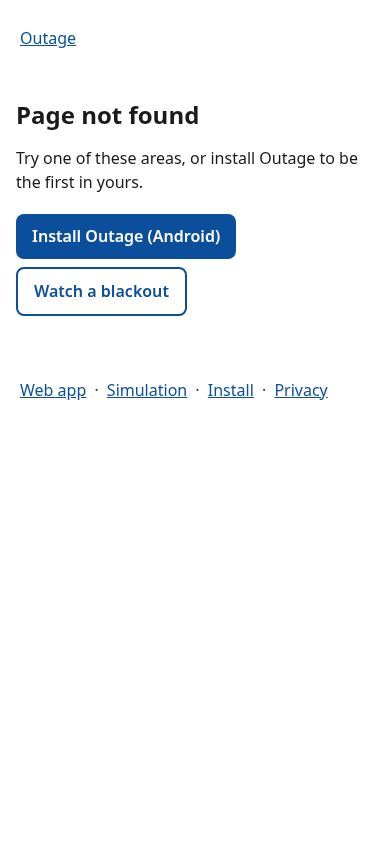 Outage
Page not found
Try one of these areas, or install Outage to be
the first in yours.
Install Outage (Android)
Watch a blackout
Web app · Simulation · Install · Privacy